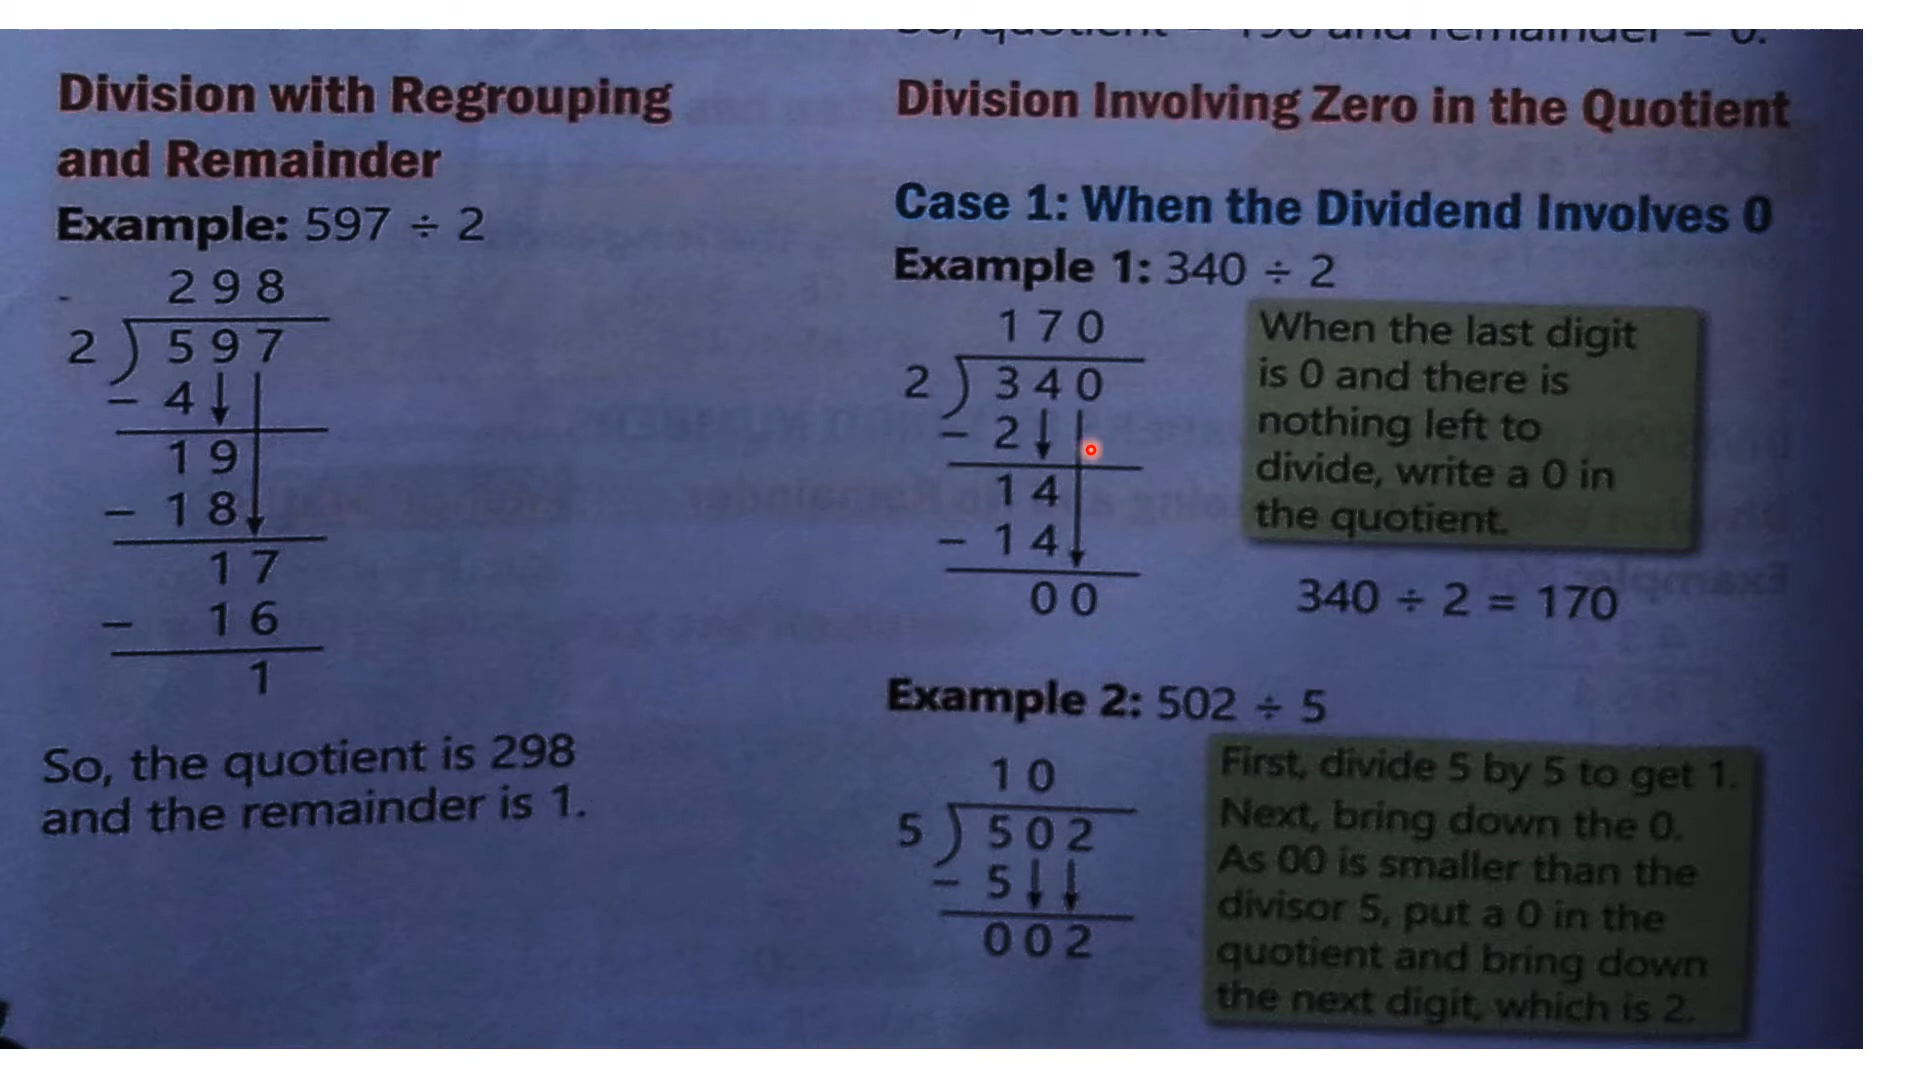 Division with Regrouping
and Remainder
Example: 597 ÷ 2
298
2 ) 597
- 4
19
- 18
17
- 16
1
So, the quotient is 298
and the remainder is 1.
So, quotient = 198 and remainder = 0.
Division Involving Zero in the Quotient
Case 1: When the Dividend Involves 0
Example 1: 340 ÷ 2
170
2 ) 340
- 2
14
- 14
00
When the last digit
is 0 and there is
nothing left to
divide, write a 0 in
the quotient.
340 ÷ 2 = 170
Example 2: 502 ÷ 5
10
5 ) 502
- 5
002
First, divide 5 by 5 to get 1.
Next, bring down the 0.
As 00 is smaller than the
divisor 5, put a 0 in the
quotient and bring down
the next digit, which is 2.